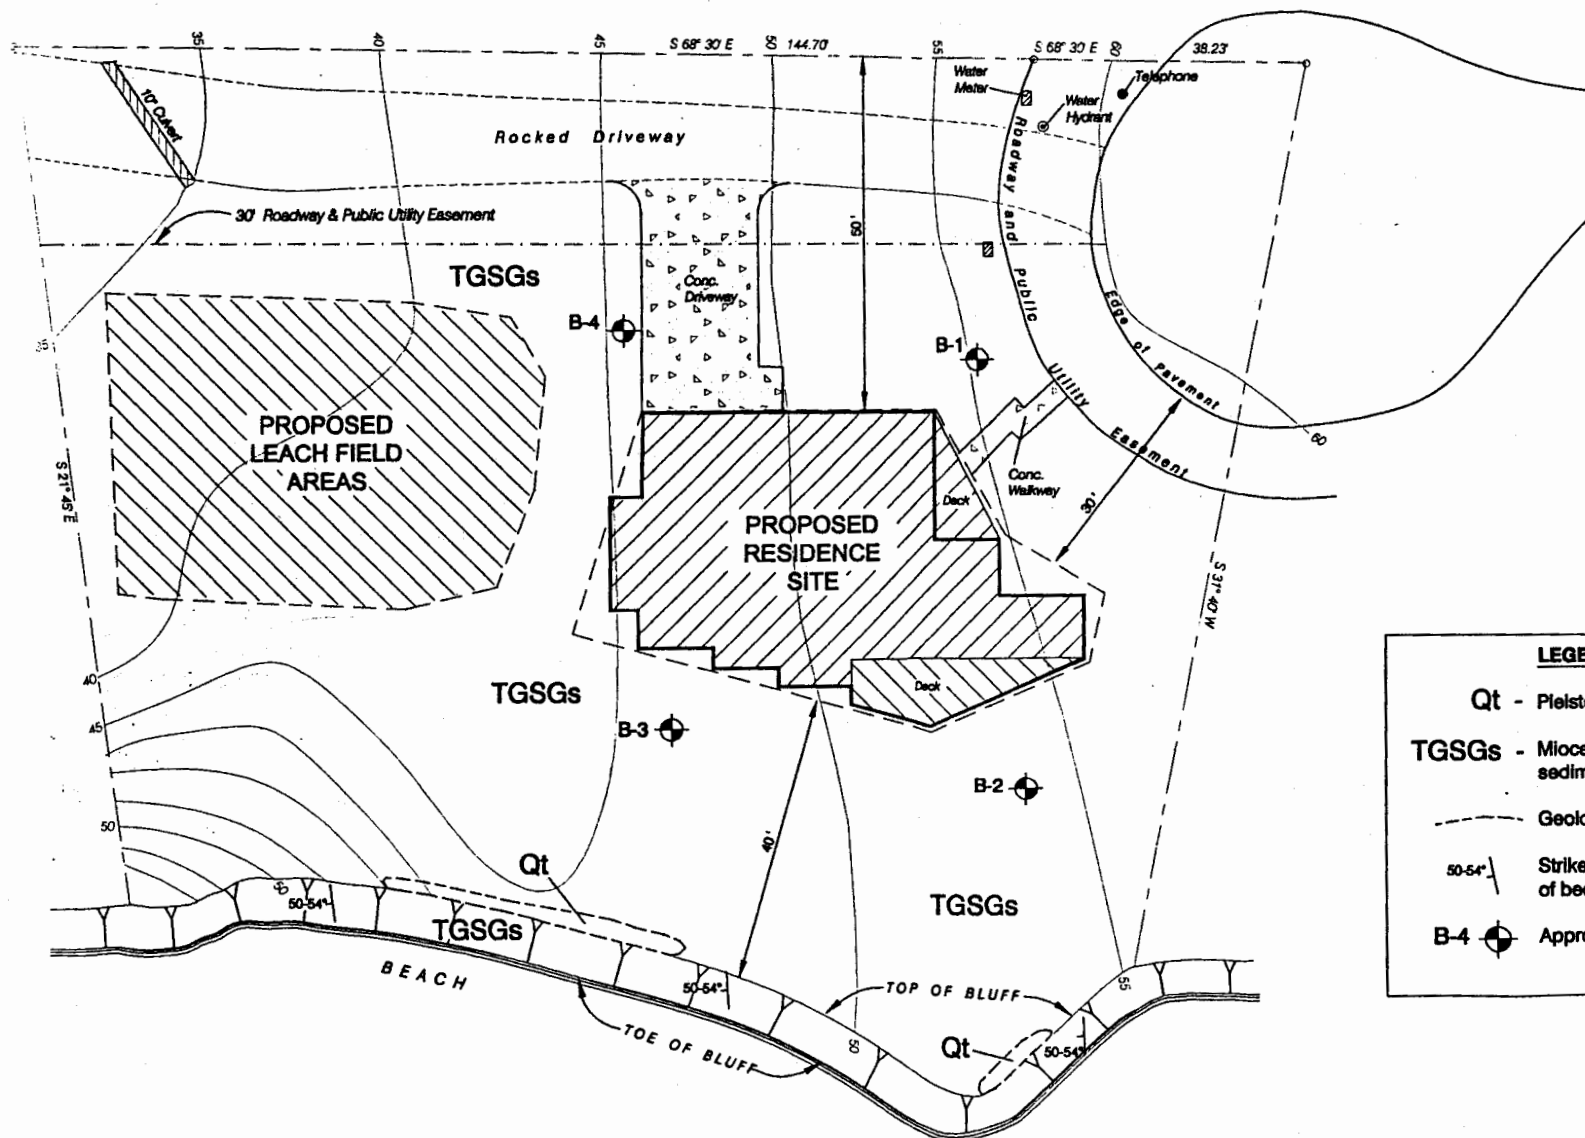 35
40
45
S 68° 30' E
50
144.70'
55
S 68° 30' E
60
38.23'
Water
Meter
Telephone
Water
Hydrant
10" Culvert
Rocked Driveway
Roadway and Public Utility Easement
30' Roadway & Public Utility Easement
TGSGs
Conc.
Driveway
50'
B-4
B-1
35
Edge of Pavement
PROPOSED
LEACH FIELD
AREAS
60
S 21° 45' E
Conc.
Walkway
Deck
30'
PROPOSED
RESIDENCE
SITE
S 31° 40' W
40
TGSGs
Deck
45
B-3
B-2
50
40'
Qt
60
50-54°
TGSGs
TGSGs
BEACH
50-54°
TOP OF BLUFF
55
TOE OF BLUFF
50
Qt
50-54°
LEGE
Qt - Pleist
TGSGs - Mioce
sedim
Geolo
50-54° Strike
of bed
B-4 Appro